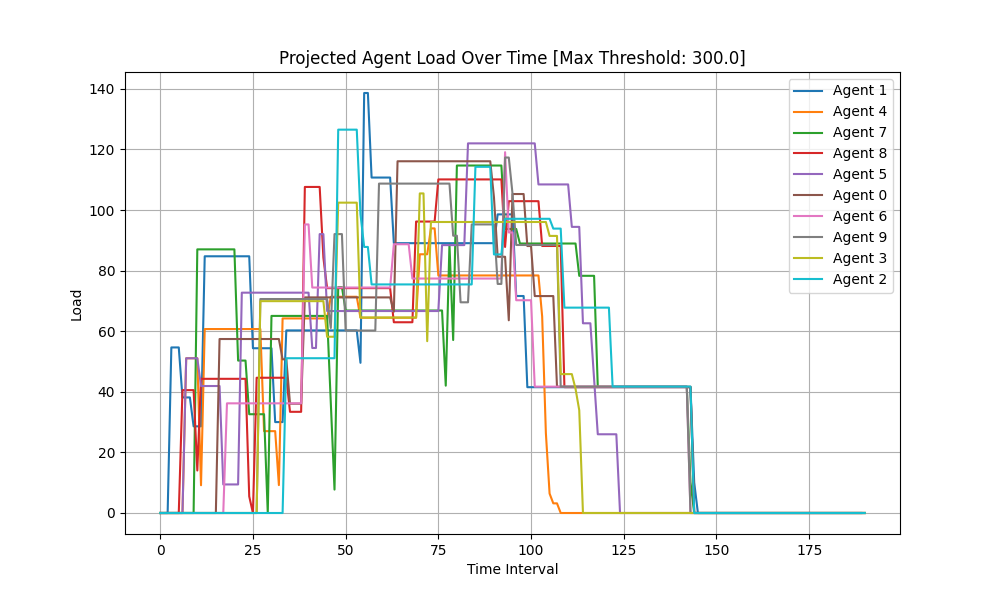 Projected Agent Load Over Time [Max Threshold: 300.0]
Load
140
120
100
80
60
40
20
0
0 25 50 75 100 125 150 175
Time Interval
Agent 1
Agent 4
Agent 7
Agent 8
Agent 5
Agent 0
Agent 6
Agent 9
Agent 3
Agent 2